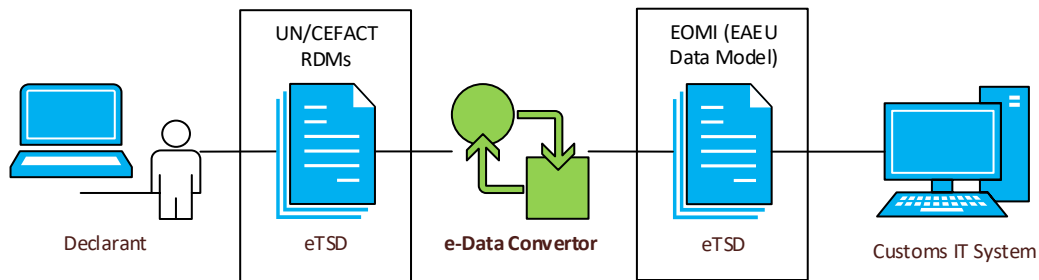 UN/CEFACT
RDMs
EOMI (EAEU
Data Model)
Declarant
eTSD
e-Data Convertor
eTSD
Customs IT System